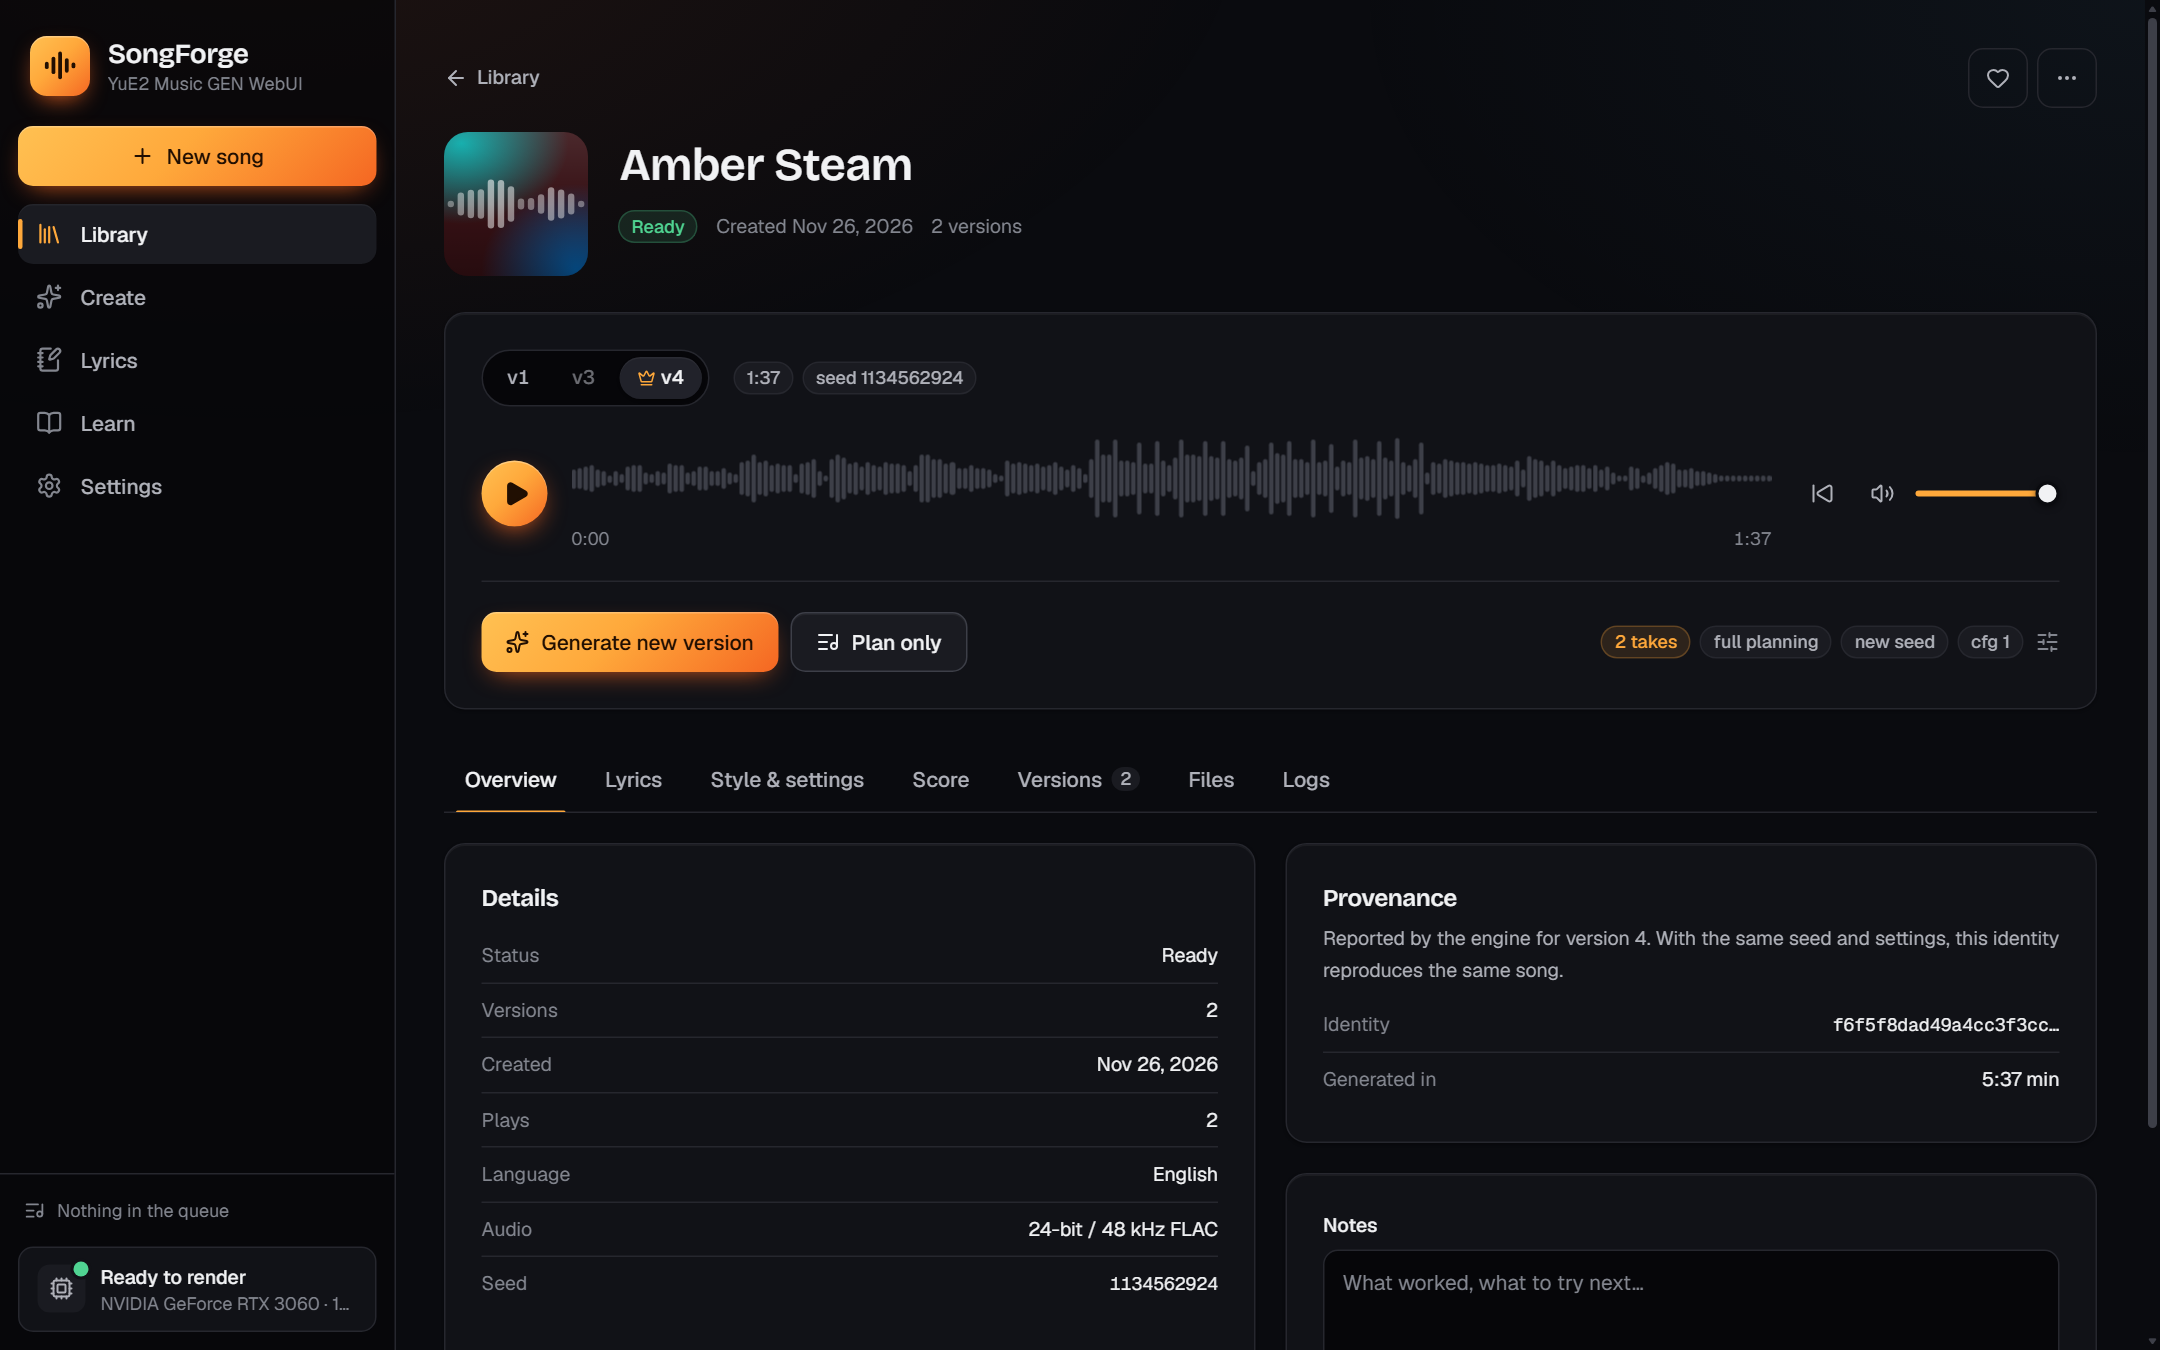 SongForge
YuE2 Music GEN WebUI
New song
Library
Create
Lyrics
Learn
Settings
Nothing in the queue
Ready to render
NVIDIA GeForce RTX 3060 · 1...
Library
Amber Steam
Ready
Created Nov 26, 2026
2 versions
v1
v3
v4
1:37
seed 1134562924
0:00
1:37
Generate new version
Plan only
2 takes
full planning
new seed
cfg 1
Overview
Lyrics
Style & settings
Score
Versions 2
Files
Logs
Details
Status Ready
Versions 2
Created Nov 26, 2026
Plays 2
Language English
Audio 24-bit / 48 kHz FLAC
Seed 1134562924
Provenance
Reported by the engine for version 4. With the same seed and settings, this identity
reproduces the same song.
Identity f6f5f8dad49a4cc3f3cc…
Generated in 5:37 min
Notes
What worked, what to try next…